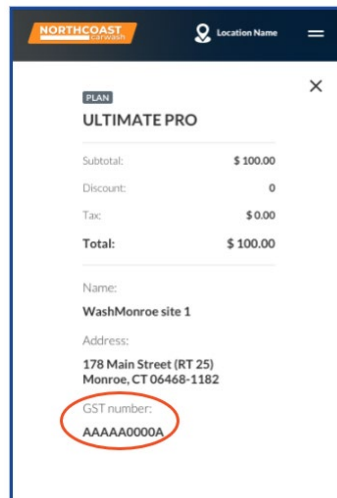 NORTHCOAST
carwash
Location Name
PLAN
ULTIMATE PRO
Subtotal: $ 100.00
Discount: 0
Tax: $ 0.00
Total: $ 100.00
Name:
WashMonroe site 1
Address:
178 Main Street (RT 25)
Monroe, CT 06468-1182
GST number:
AAAAA0000A